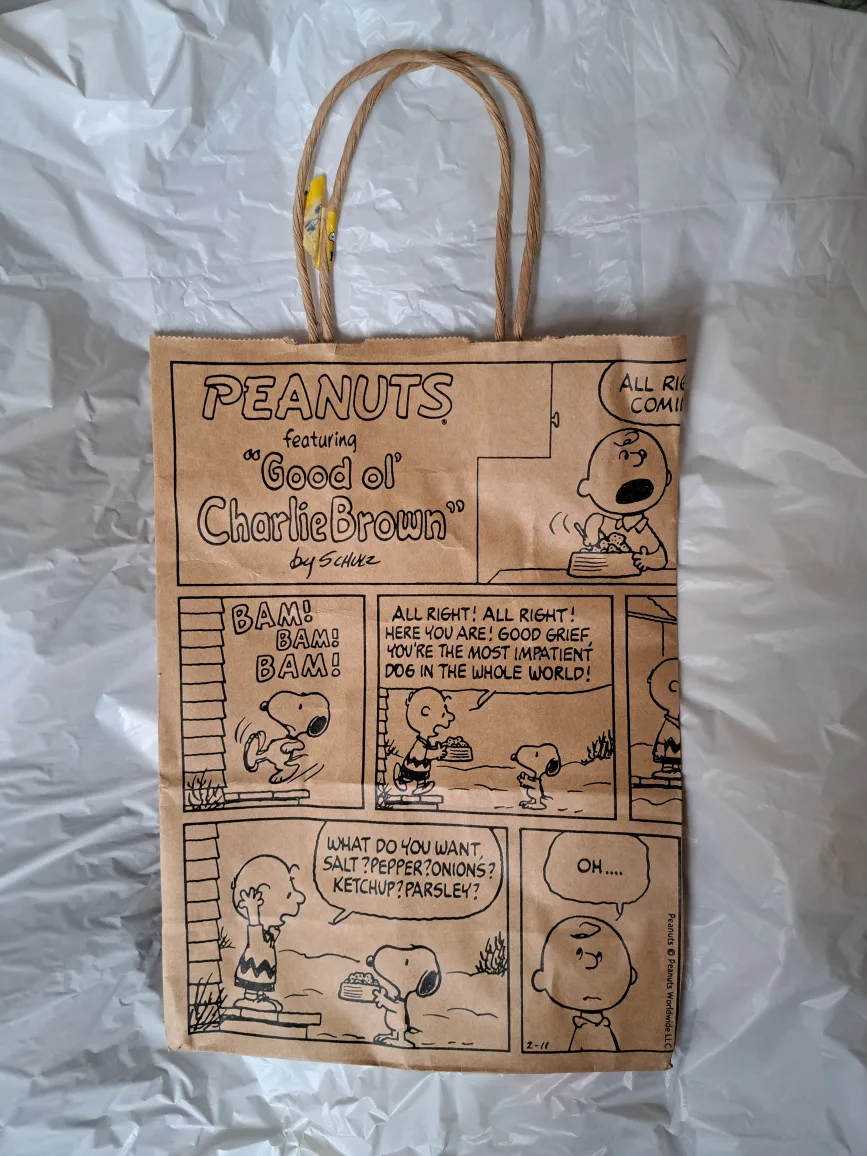 PEANUTS®
featuring
"Good ol'
Charlie Brown"
by SCHULZ
ALL
COMI
BAM!
BAM!
BAM!
ALL RIGHT! ALL RIGHT!
HERE YOU ARE! GOOD GRIEF,
YOU'RE THE MOST IMPATIENT
DOG IN THE WHOLE WORLD!
WHAT DO YOU WANT,
SALT? PEPPER? ONIONS?
KETCHUP? PARSLEY?
OH....
2-11
Peanuts © Peanuts Worldwide LLC